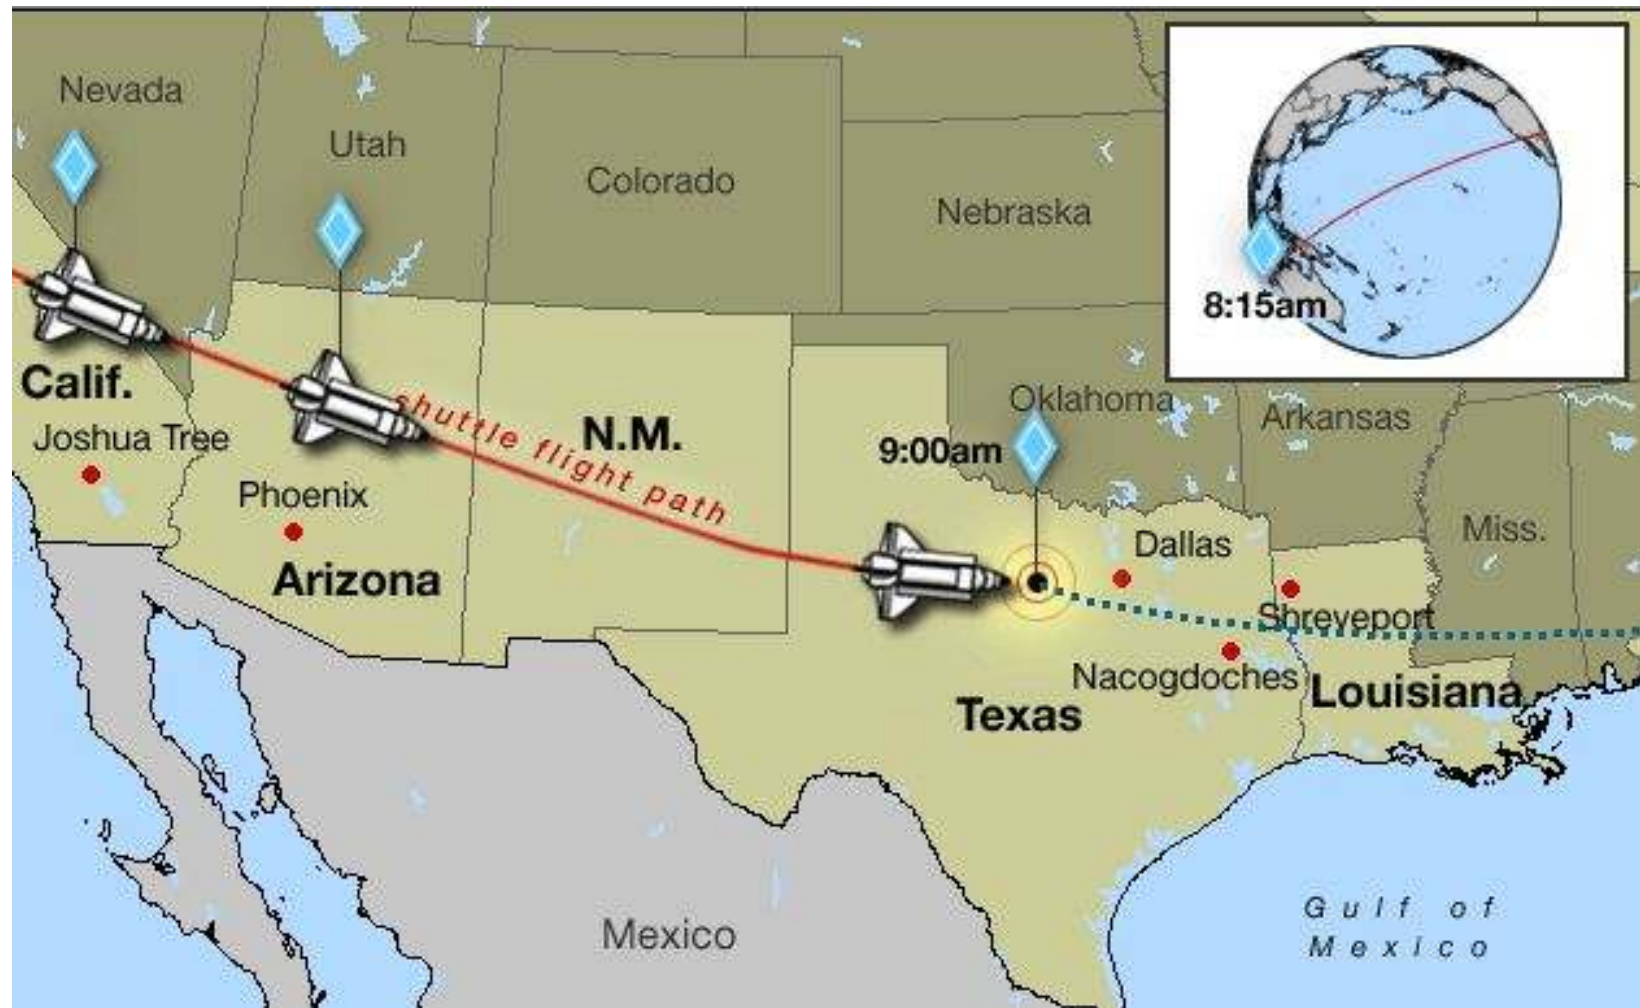 Nevada
Utah
Colorado
Nebraska
8:15am
Calif.
Joshua Tree
shuttle flight path
N.M.
Oklahoma
Arkansas
9:00am
Phoenix
Arizona
Dallas
Miss.
Shreveport
Nacogdoches
Texas
Louisiana
Mexico
Gulf of
Mexico